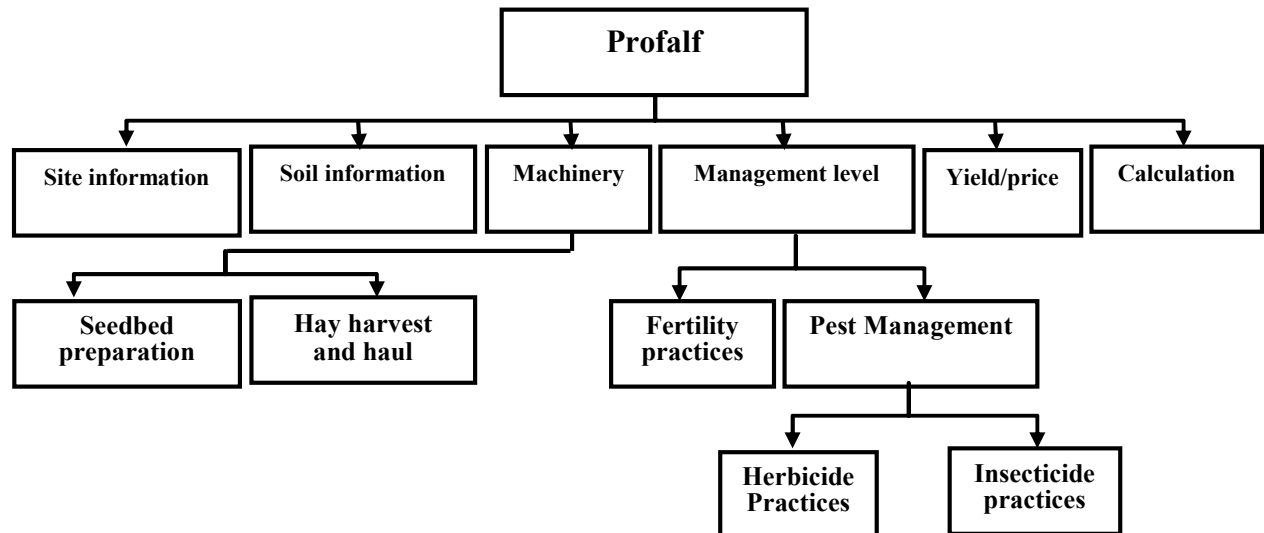 Profalf
Site information
Soil information
Machinery
Management level
Yield/price
Calculation
Seedbed
preparation
Hay harvest
and haul
Fertility
practices
Pest Management
Herbicide
Practices
Insecticide
practices